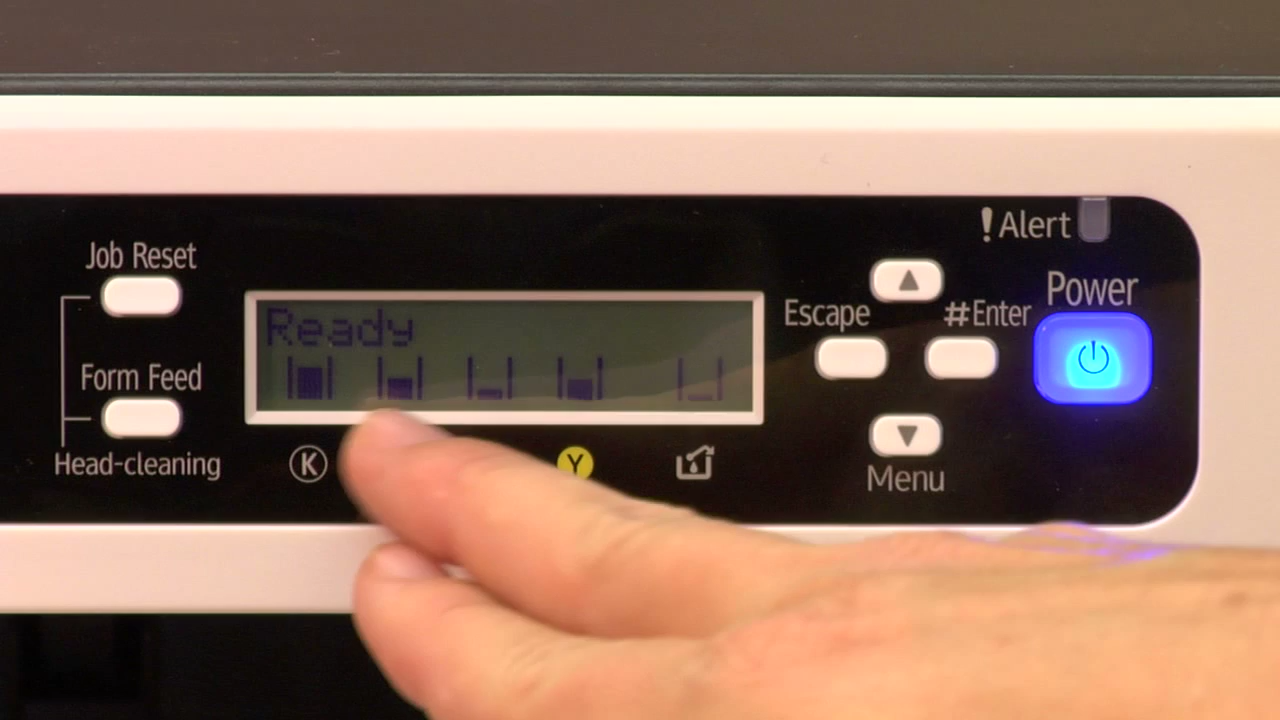 Job Reset
Form Feed
Head-cleaning
Ready
K
Y
!Alert
Power
Escape
#Enter
Menu